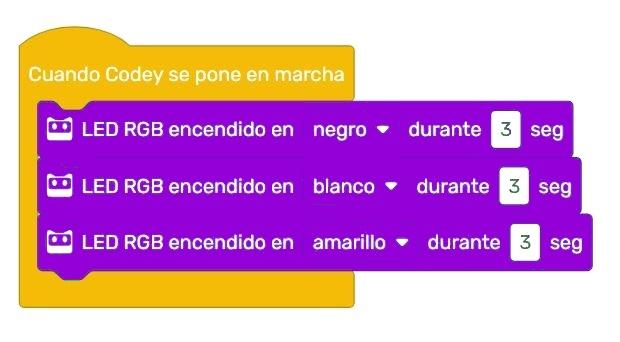 Cuando Codey se pone en marcha
LED RGB encendido en negro durante 3 seg
LED RGB encendido en blanco durante 3 seg
LED RGB encendido en amarillo durante 3 seg